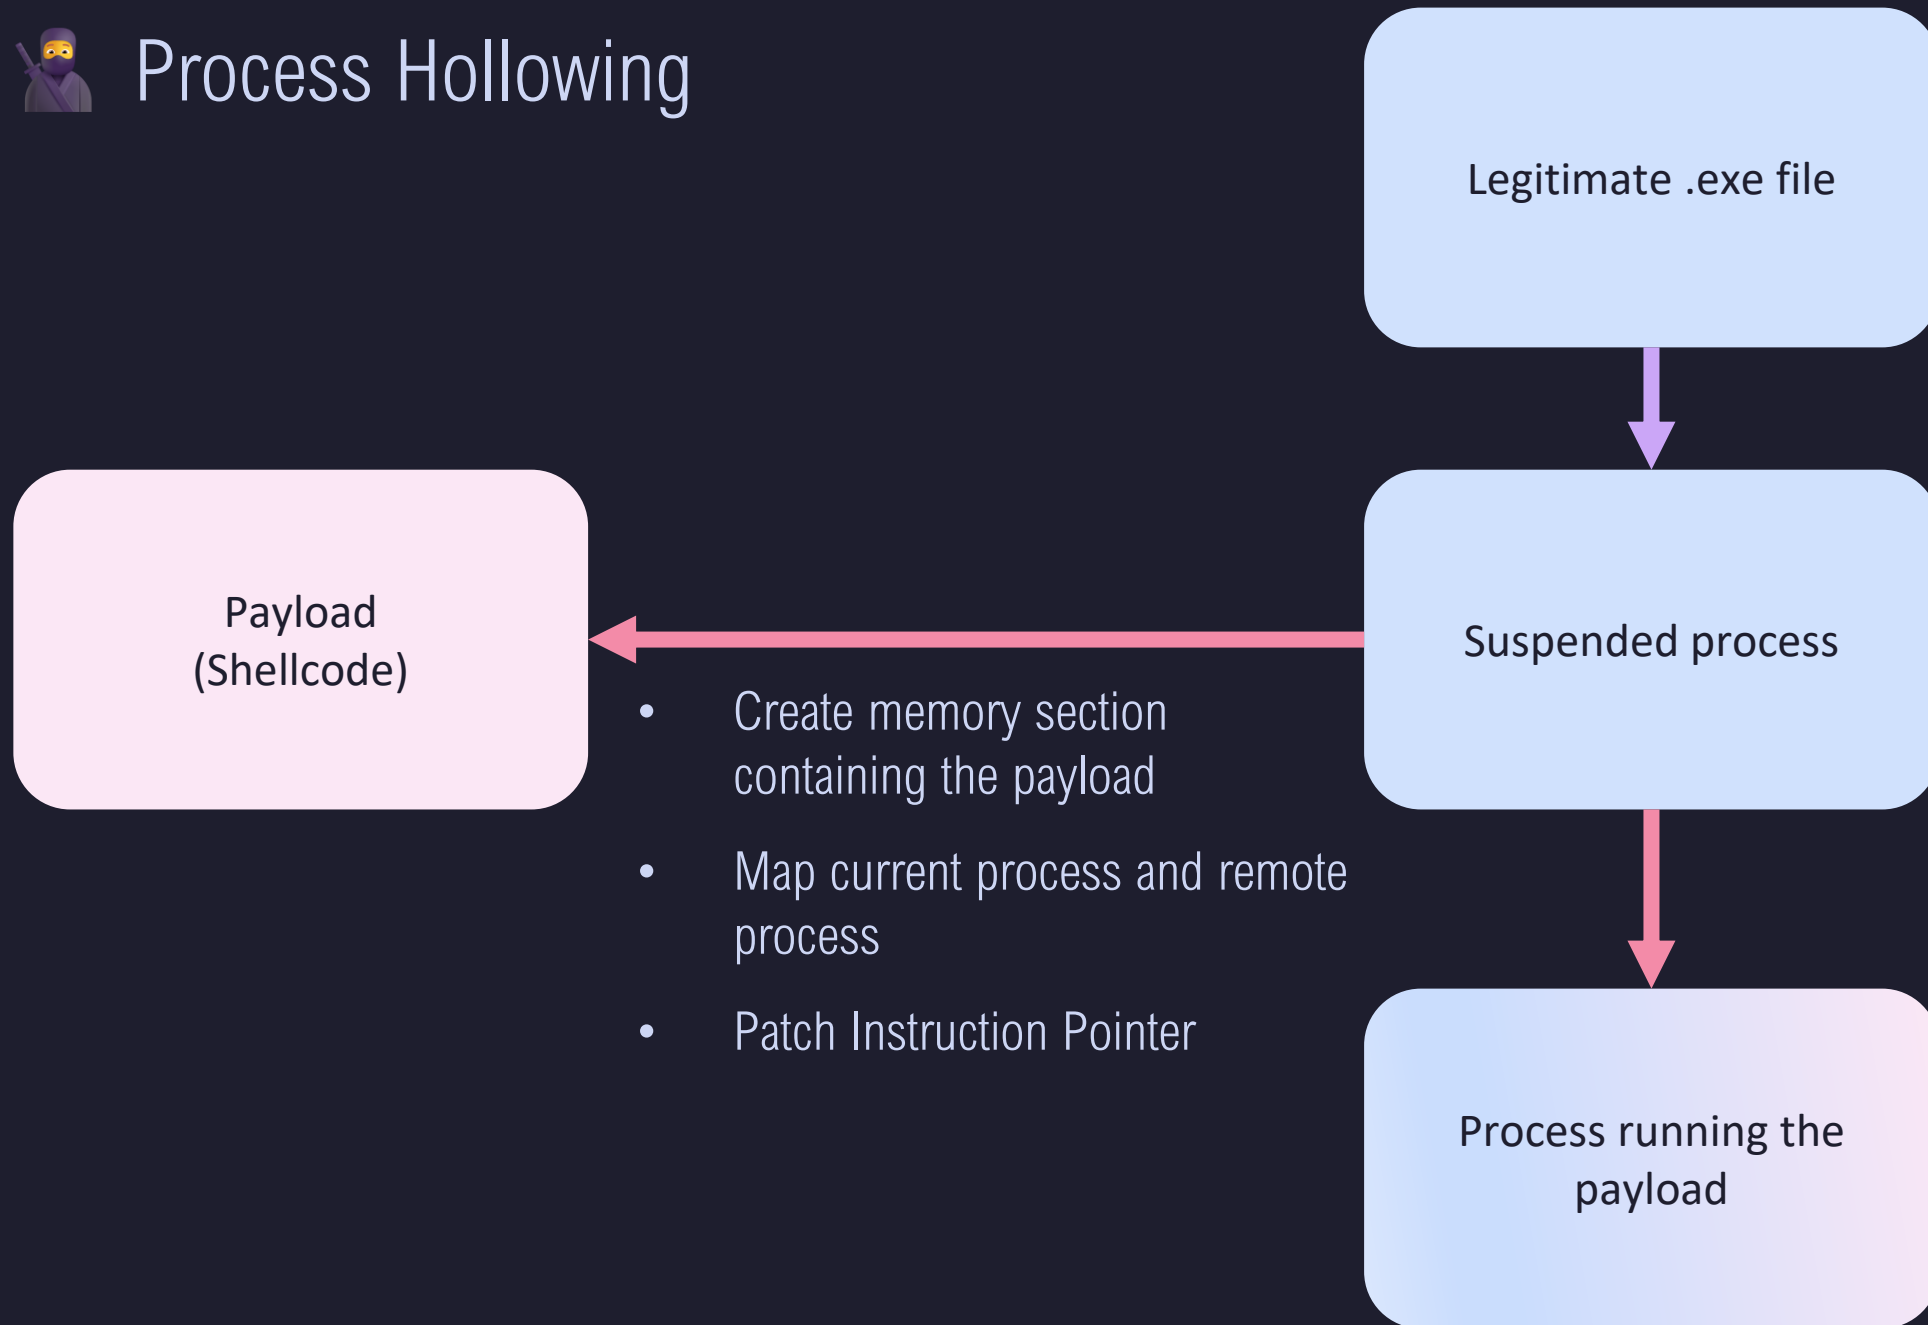 Process Hollowing
Legitimate .exe file
Payload
(Shellcode)
Suspended process
• Create memory section
containing the payload
• Map current process and remote
process
• Patch Instruction Pointer
Process running the
payload